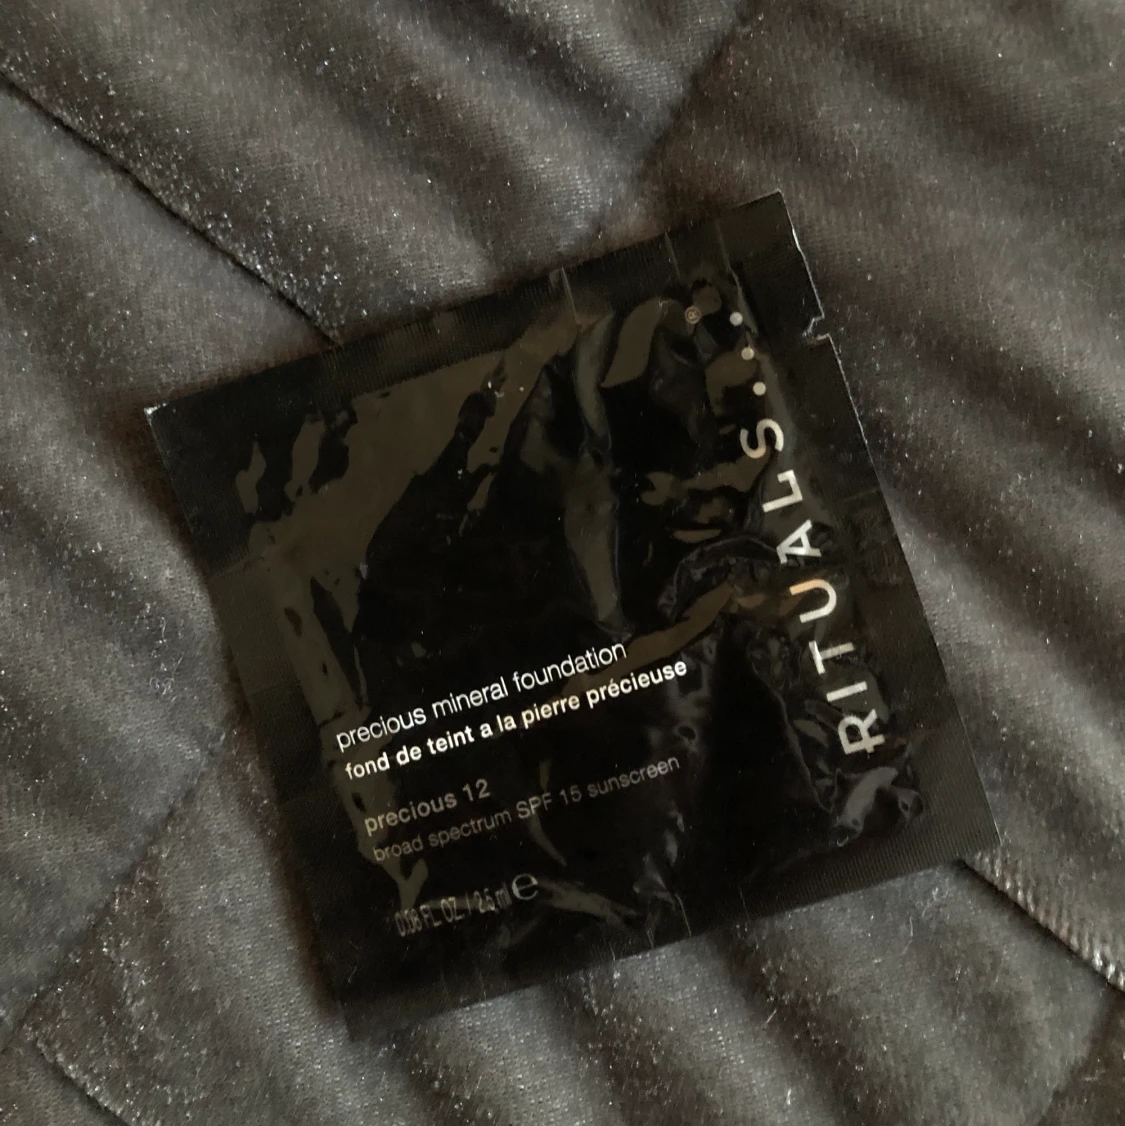 RITUALS...®
precious mineral foundation
fond de teint a la pierre précieuse
precious 12
broad spectrum SPF 15 sunscreen
0.08 FL OZ / 2.5 ml e